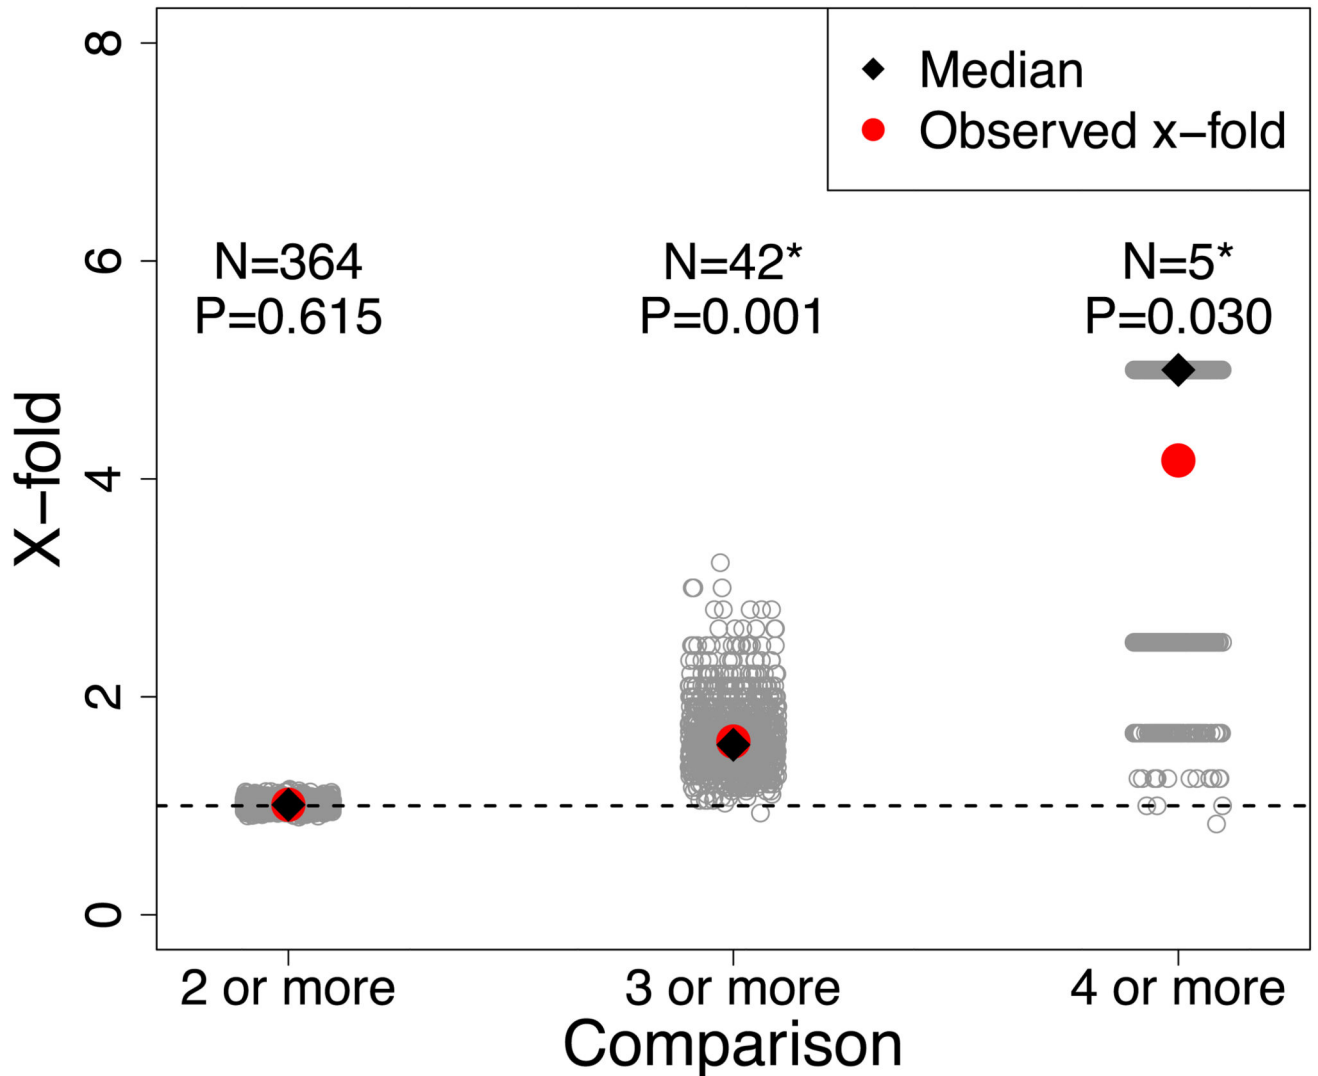 8
Median
Observed x-fold
6
N=364
P=0.615
N=42*
P=0.001
N=5*
P=0.030
X-fold
4
2
0
2 or more
3 or more
4 or more
Comparison